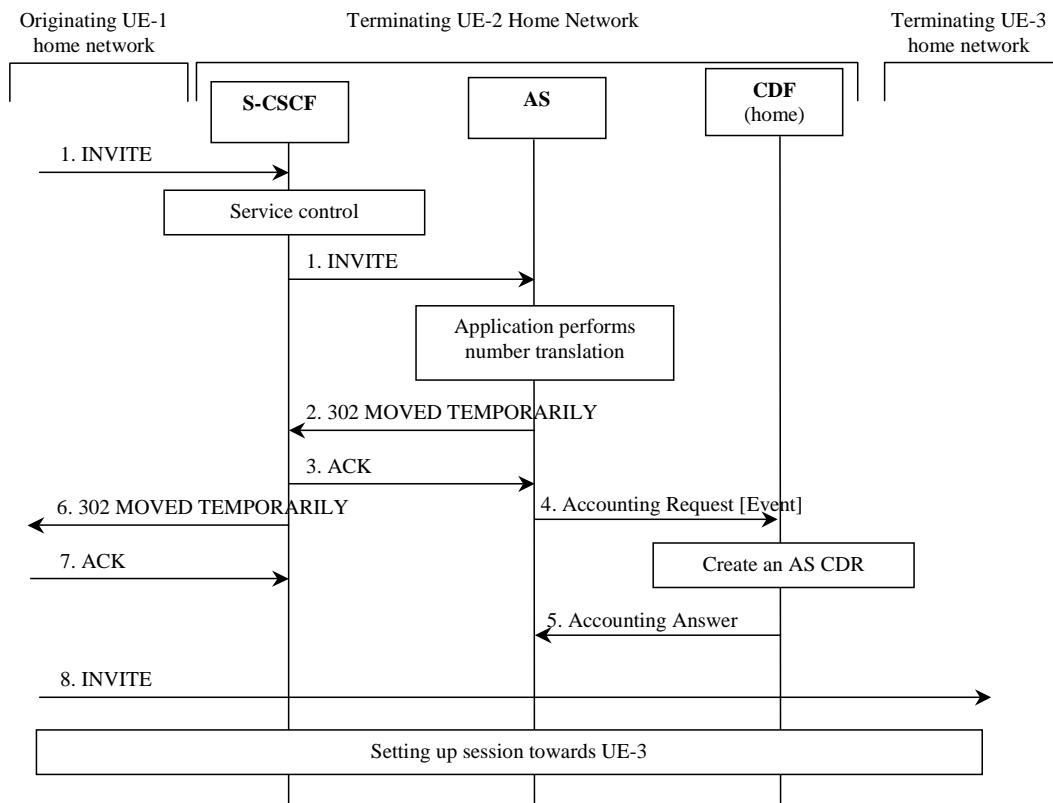 Originating UE-1
home network
Terminating UE-2 Home Network
Terminating UE-3
home network
S-CSCF
AS
CDF
(home)
1. INVITE
Service control
1. INVITE
Application performs
number translation
2. 302 MOVED TEMPORARILY
3. ACK
6. 302 MOVED TEMPORARILY
4. Accounting Request [Event]
7. ACK
Create an AS CDR
5. Accounting Answer
8. INVITE
Setting up session towards UE-3